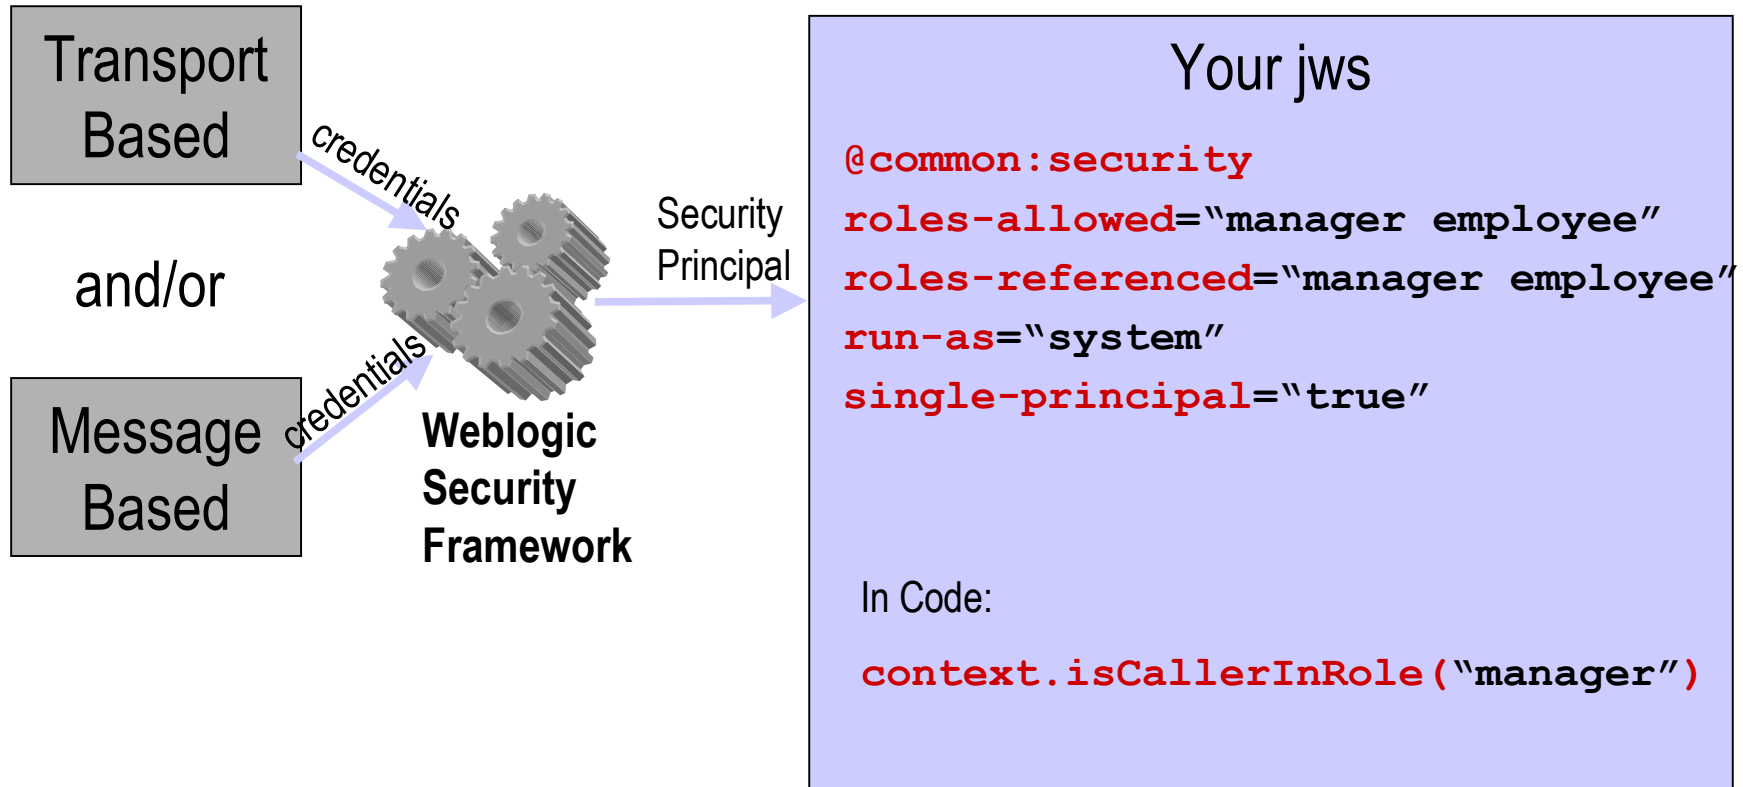 Transport
Based
credentials
and/or
credentials
Message
Based
Weblogic
Security
Framework
Security
Principal
Your jws
@common:security
roles-allowed=“manager employee”
roles-referenced=“manager employee”
run-as=“system”
single-principal=“true”
In Code:
context.isCallerInRole(“manager”)